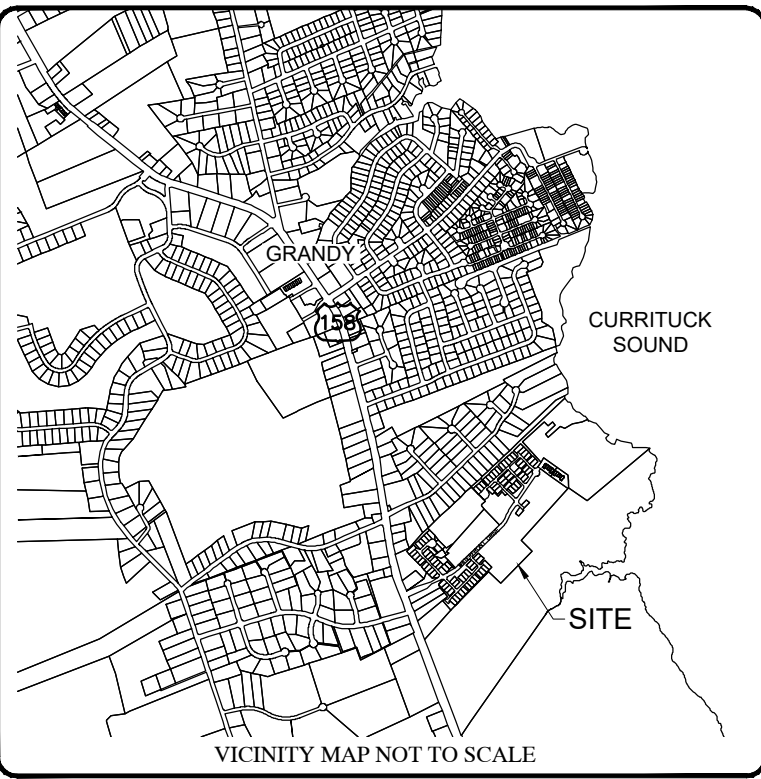 GRANDY
158
CURRITUCK
SOUND
SITE
VICINITY MAP NOT TO SCALE